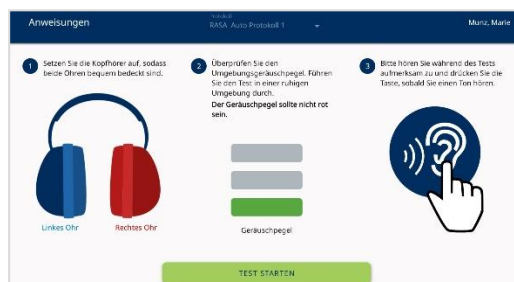 Anweisungen
Protokoll
RASA Auto Protokoll 1
Munz, Marie
1
Setzen Sie die Kopfhörer auf, sodass
beide Ohren bequem bedeckt sind.
Linkes Ohr
Rechtes Ohr
2
Überprüfen Sie den
Umgebungsgeräuschpegel. Führen
Sie den Test in einer ruhigen
Umgebung durch.
Der Geräuschpegel sollte nicht rot
sein.
Geräuschpegel
3
Bitte hören Sie während des Tests
aufmerksam zu und drücken Sie die
Taste, sobald Sie einen Ton hören.
TEST STARTEN